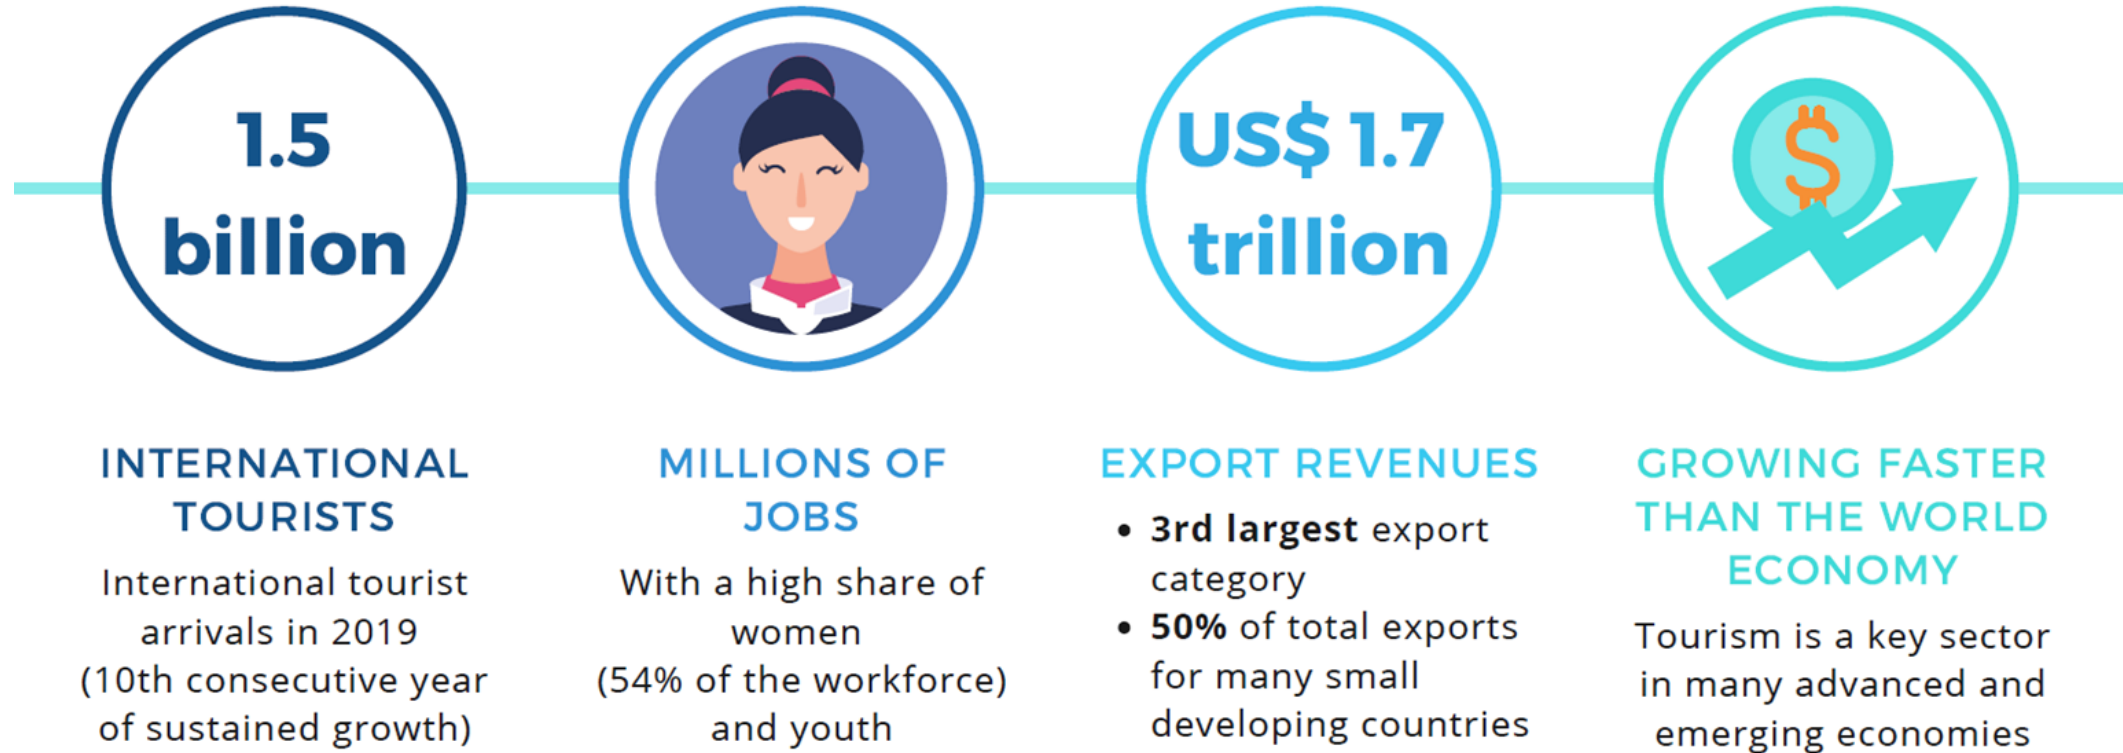 1.5
billion
INTERNATIONAL
TOURISTS
International tourist
arrivals in 2019
(10th consecutive year
of sustained growth)
MILLIONS OF
JOBS
With a high share of
women
(54% of the workforce)
and youth
US$ 1.7
trillion
EXPORT REVENUES
• 3rd largest export
category
• 50% of total exports
for many small
developing countries
$
GROWING FASTER
THAN THE WORLD
ECONOMY
Tourism is a key sector
in many advanced and
emerging economies